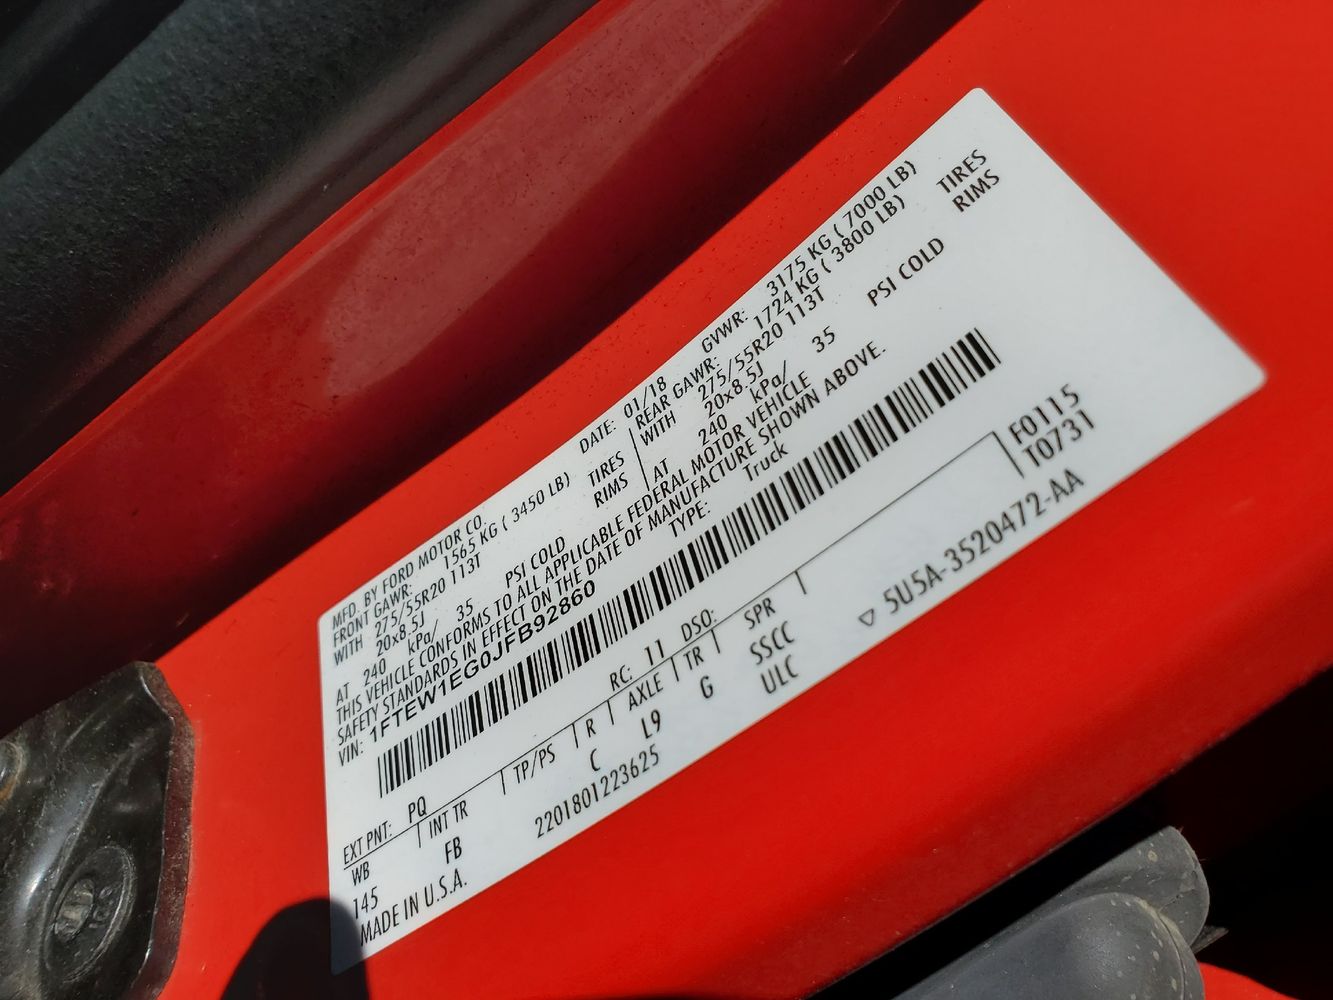 MFD. BY FORD MOTOR CO. DATE: 01/18 GVWR: 3175 KG ( 7000 LB)
FRONT GAWR: 1565 KG ( 3450 LB) REAR GAWR: 1724 KG ( 3800 LB)
WITH 275/55R20 113T TIRES WITH 275/55R20 113T TIRES
20x8.5J RIMS 20x8.5J RIMS
AT 240 kPa/ 35 PSI COLD AT 240 kPa/ 35 PSI COLD
THIS VEHICLE CONFORMS TO ALL APPLICABLE FEDERAL MOTOR VEHICLE
SAFETY STANDARDS IN EFFECT ON THE DATE OF MANUFACTURE SHOWN ABOVE.
VIN: 1FTEW1EG0JFB92860 TYPE: Truck
F0115
T0731
EXT PNT: PQ RC: 11 DSO:
WB INT TR TP/PS R AXLE TR SPR
145 FB C L9 G SSCC
ULC
MADE IN U.S.A. 2201801223625 5U5A-3520472-AA